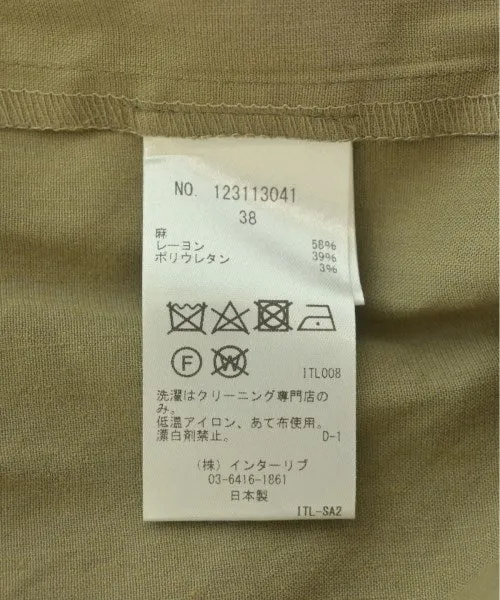 NO. 123113041
38
麻 58%
レーヨン 39%
ポリウレタン 3%
F W
ITL008
洗濯はクリーニング専門店の
み。
低温アイロン、あて布使用。
漂白剤禁止。 D-1
(株) インターリブ
03-6416-1861
日本製
ITL-SA2